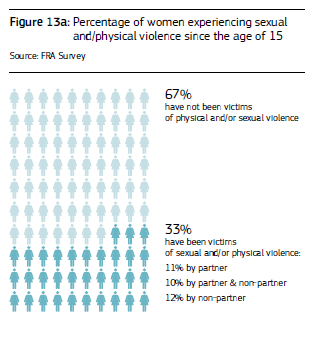 Figure 13a: Percentage of women experiencing sexual
and/physical violence since the age of 15
Source: FRA Survey
67%
have not been victims
of physical and/or sexual violence
33%
have been victims
of sexual and/or physical violence:
11% by partner
10% by partner & non-partner
12% by non-partner